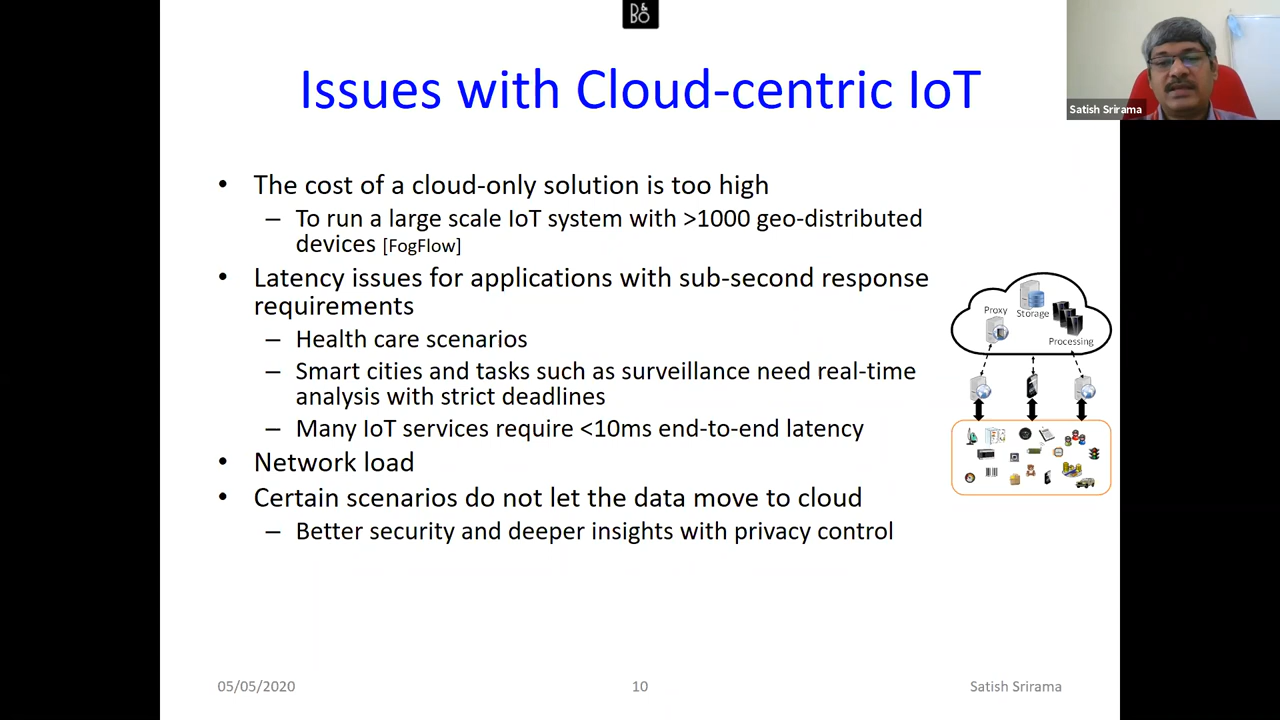 D&
BO
Issues with Cloud-centric IoT
Satish Srirama
• The cost of a cloud-only solution is too high
– To run a large scale IoT system with >1000 geo-distributed
devices [FogFlow]
• Latency issues for applications with sub-second response
requirements
– Health care scenarios
– Smart cities and tasks such as surveillance need real-time
analysis with strict deadlines
– Many IoT services require <10ms end-to-end latency
• Network load
• Certain scenarios do not let the data move to cloud
– Better security and deeper insights with privacy control
Proxy
Storage
Processing
05/05/2020
10
Satish Srirama